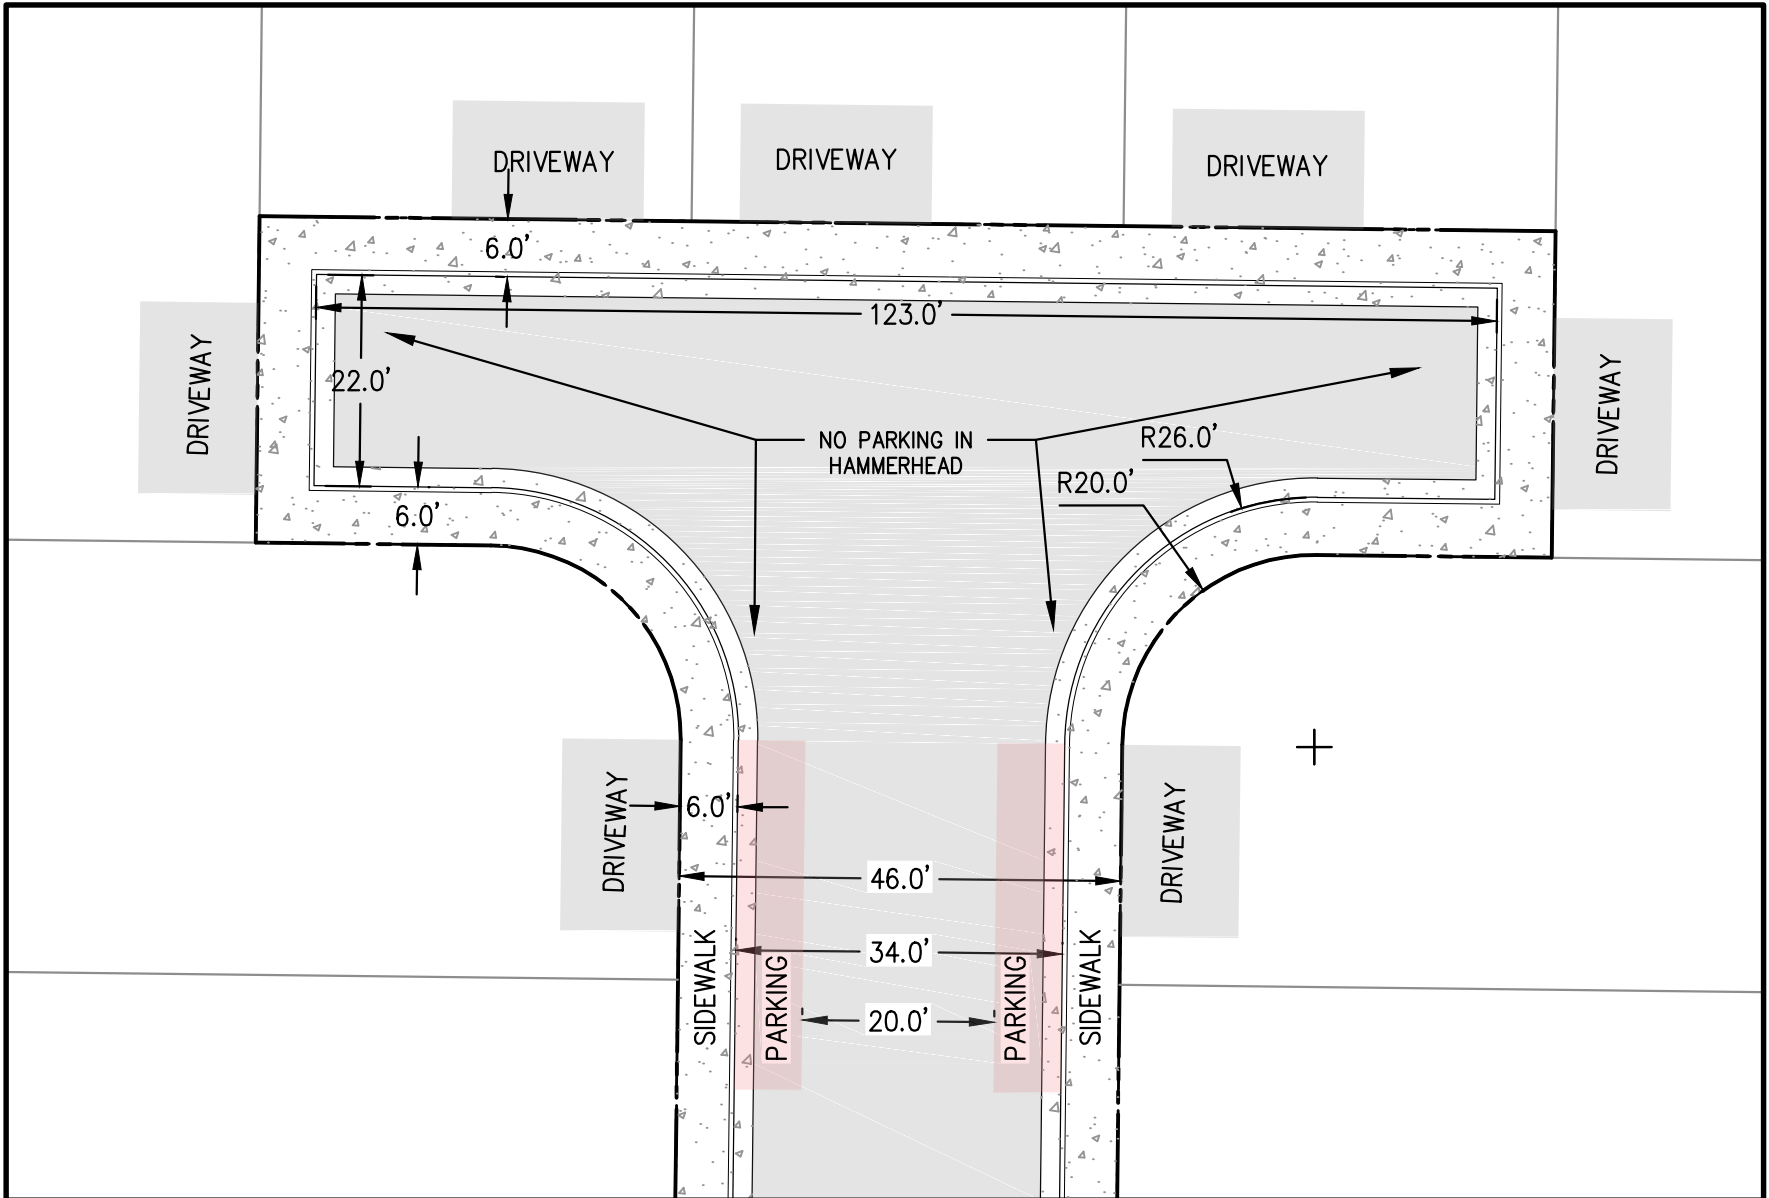 DRIVEWAY
DRIVEWAY
DRIVEWAY
6.0'
123.0'
22.0'
DRIVEWAY
DRIVEWAY
NO PARKING IN
HAMMERHEAD
R26.0'
R20.0'
6.0'
DRIVEWAY
6.0'
DRIVEWAY
46.0'
34.0'
20.0'
SIDEWALK
PARKING
PARKING
SIDEWALK